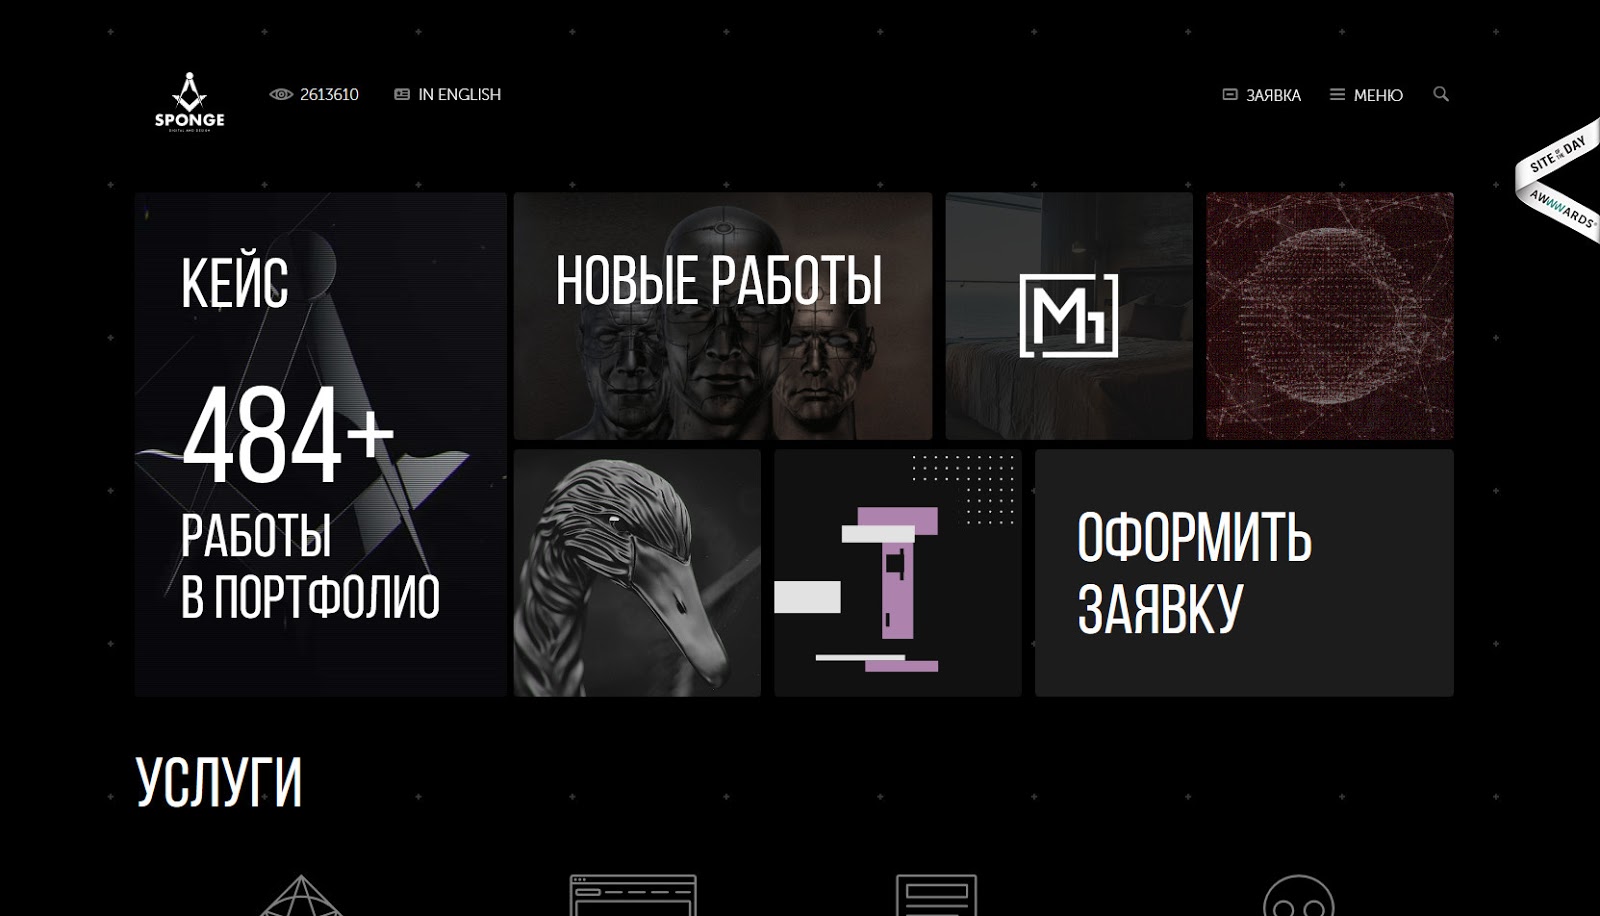 SPONGE
DIGITAL AND DESIGN
2613610
IN ENGLISH
ЗАЯВКА
МЕНЮ
SITE OF THE DAY
AWWWARDS
КЕЙС
484+
РАБОТЫ
В ПОРТФОЛИО
НОВЫЕ РАБОТЫ
М1
ОФОРМИТЬ
ЗАЯВКУ
УСЛУГИ